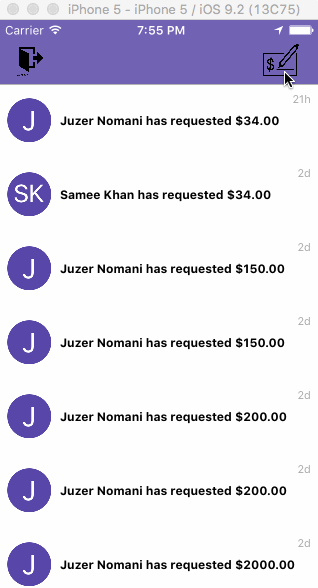 iPhone 5 - iPhone 5 / iOS 9.2 (13C75)
Carrier 7:55 PM
$
21h
J Juzer Nomani has requested $34.00
2d
SK Samee Khan has requested $34.00
2d
J Juzer Nomani has requested $150.00
2d
J Juzer Nomani has requested $150.00
2d
J Juzer Nomani has requested $200.00
2d
J Juzer Nomani has requested $200.00
2d
J Juzer Nomani has requested $2000.00